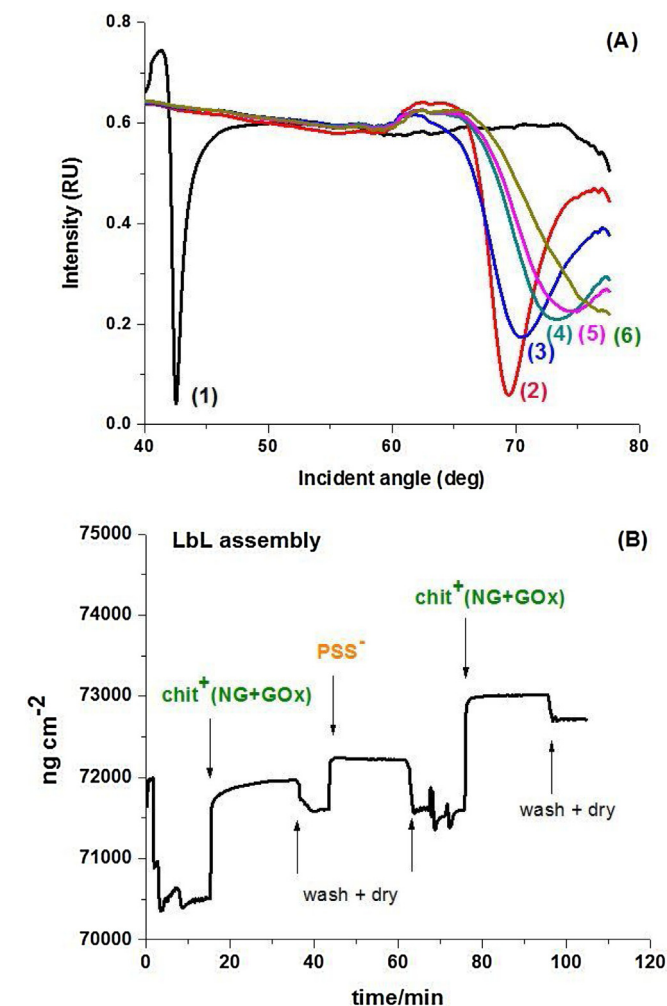 0.8
(A)
0.6
0.4
0.2
0.0
Intensity (RU)
(1)
(2)
(3)
(4)
(5)
(6)
40
50
60
70
80
Incident angle (deg)
75000
74000
73000
72000
71000
70000
ng cm-2
LbL assembly
(B)
chit+(NG+GOx)
PSS-
chit+(NG+GOx)
wash + dry
wash + dry
0
20
40
60
80
100
120
time/min